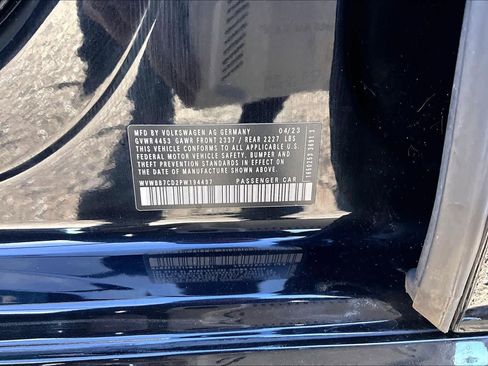 MFD BY VOLKSWAGEN AG GERMANY 04/23
GVWR 4453 GAWR FRONT 2337 / REAR 2227 LBS
THIS VEHICLE CONFORMS TO ALL APPLICABLE U.S.
FEDERAL MOTOR VEHICLE SAFETY, BUMPER AND
THEFT PREVENTION STANDARDS IN EFFECT ON
THE DATE OF MANUFACTURE SHOWN ABOVE.
WVWSB7CD2PW194497 PASSENGER CAR